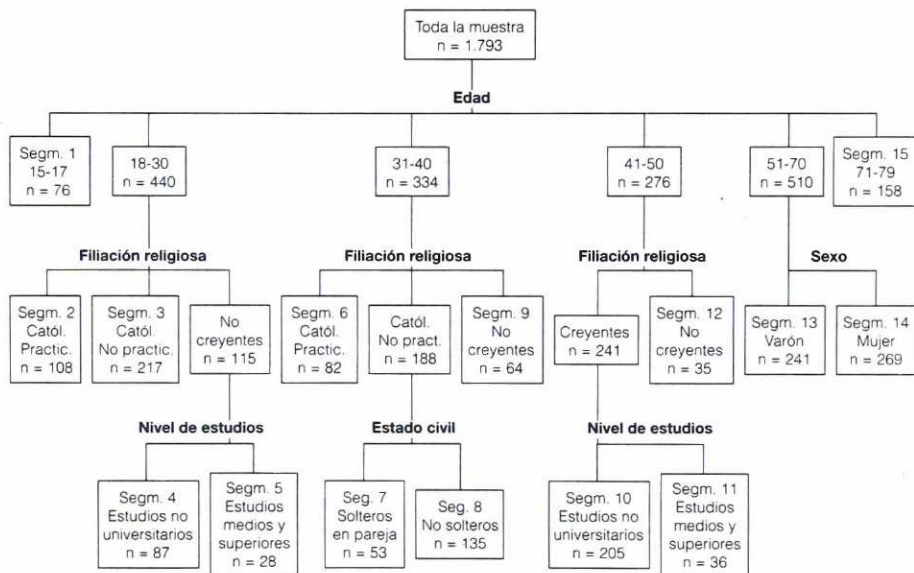 Toda la muestra
n = 1.793
Edad
Segm. 1
15-17
n = 76
18-30
n = 440
31-40
n = 334
41-50
n = 276
51-70
n = 510
Segm. 15
71-79
n = 158
Filiación religiosa
Filiación religiosa
Filiación religiosa
Sexo
Segm. 2
Catól.
Practic.
n = 108
Segm. 3
Catól.
No practic.
n = 217
No
creyentes
n = 115
Segm. 6
Catól.
Practic.
n = 82
Catól.
No pract.
n = 188
Segm. 9
No
creyentes
n = 64
Creyentes
n = 241
Segm. 12
No
creyentes
n = 35
Segm. 13
Varón
n = 241
Segm. 14
Mujer
n = 269
Nivel de estudios
Estado civil
Nivel de estudios
Segm. 4
Estudios no
universitarios
n = 87
Segm. 5
Estudios
medios y
superiores
n = 28
Seg. 7
Solteros
en pareja
n = 53
Seg. 8
No solteros
n = 135
Segm. 10
Estudios no
universitarios
n = 205
Segm. 11
Estudios
medios y
superiores
n = 36